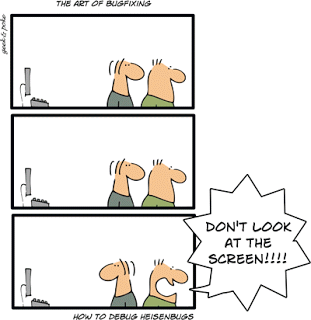 THE ART OF BUGFIXING
geek & poke
DON'T LOOK
AT THE
SCREEN!!!!
HOW TO DEBUG HEISENBUGS